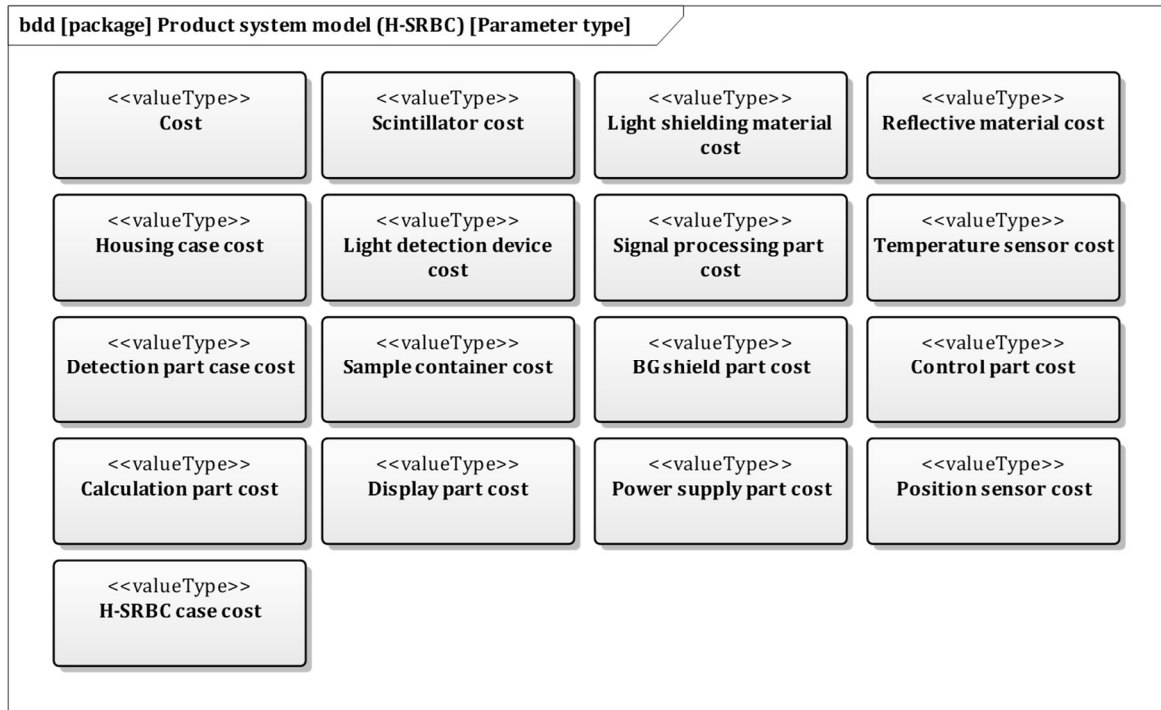 bdd [package] Product system model (H-SRBC) [Parameter type]
<<valueType>>
Cost
<<valueType>>
Scintillator cost
<<valueType>>
Light shielding material
cost
<<valueType>>
Reflective material cost
<<valueType>>
Housing case cost
<<valueType>>
Light detection device
cost
<<valueType>>
Signal processing part
cost
<<valueType>>
Temperature sensor cost
<<valueType>>
Detection part case cost
<<valueType>>
Sample container cost
<<valueType>>
BG shield part cost
<<valueType>>
Control part cost
<<valueType>>
Calculation part cost
<<valueType>>
Display part cost
<<valueType>>
Power supply part cost
<<valueType>>
Position sensor cost
<<valueType>>
H-SRBC case cost